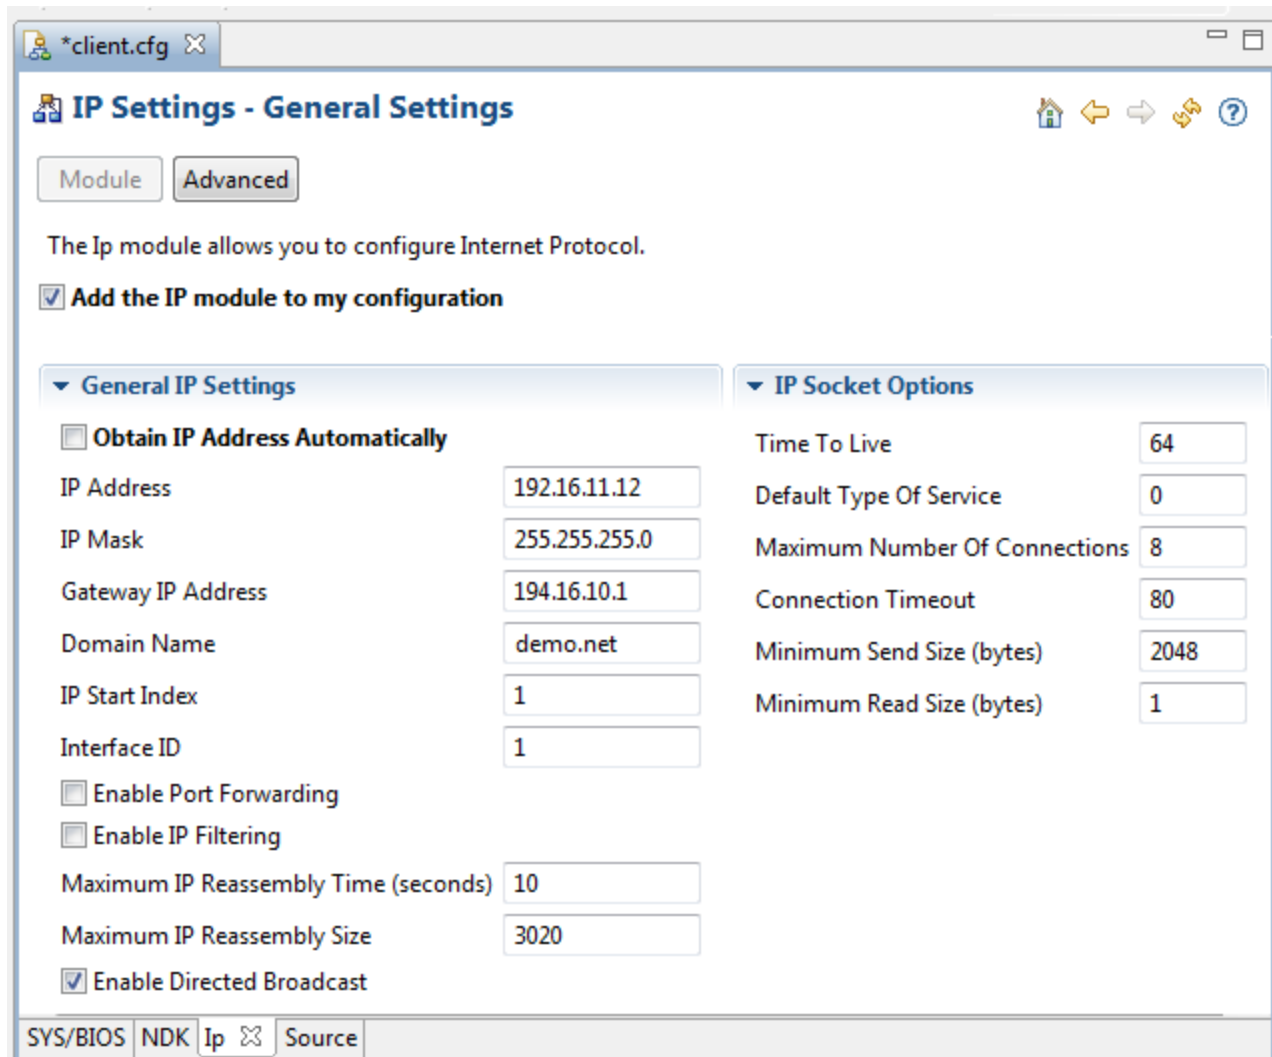 *client.cfg
IP Settings - General Settings
Module Advanced
The Ip module allows you to configure Internet Protocol.
Add the IP module to my configuration
General IP Settings
Obtain IP Address Automatically
IP Address 192.16.11.12
IP Mask 255.255.255.0
Gateway IP Address 194.16.10.1
Domain Name demo.net
IP Start Index 1
Interface ID 1
Enable Port Forwarding
Enable IP Filtering
Maximum IP Reassembly Time (seconds) 10
Maximum IP Reassembly Size 3020
Enable Directed Broadcast
IP Socket Options
Time To Live 64
Default Type Of Service 0
Maximum Number Of Connections 8
Connection Timeout 80
Minimum Send Size (bytes) 2048
Minimum Read Size (bytes) 1
SYS/BIOS NDK Ip Source